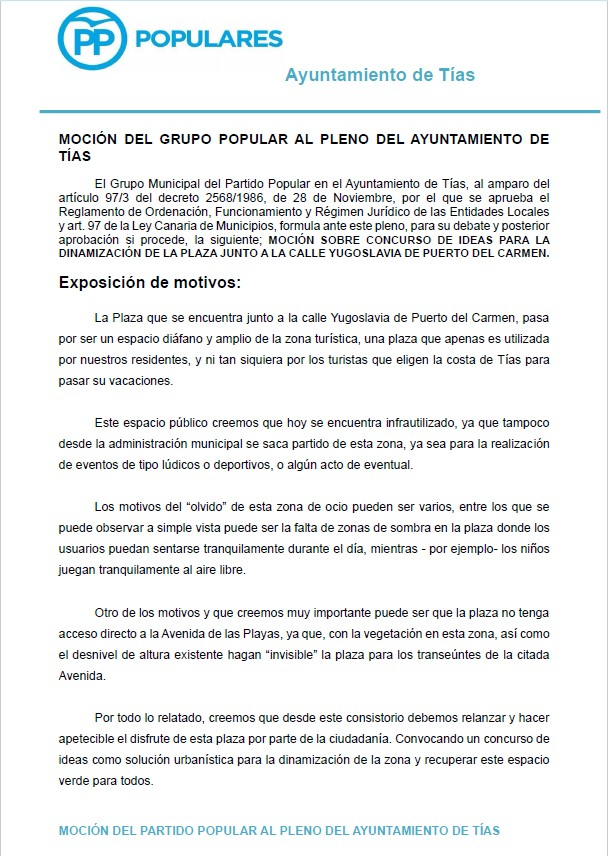 PP POPULARES
Ayuntamiento de Tías
MOCIÓN DEL GRUPO POPULAR AL PLENO DEL AYUNTAMIENTO DE
TÍAS
El Grupo Municipal del Partido Popular en el Ayuntamiento de Tías, al amparo del
artículo 97/3 del decreto 2568/1986, de 28 de Noviembre, por el que se aprueba el
Reglamento de Ordenación, Funcionamiento y Régimen Jurídico de las Entidades Locales
y art. 97 de la Ley Canaria de Municipios, formula ante este pleno, para su debate y posterior
aprobación si procede, la siguiente; MOCIÓN SOBRE CONCURSO DE IDEAS PARA LA
DINAMIZACIÓN DE LA PLAZA JUNTO A LA CALLE YUGOSLAVIA DE PUERTO DEL CARMEN.
Exposición de motivos:
La Plaza que se encuentra junto a la calle Yugoslavia de Puerto del Carmen, pasa
por ser un espacio diáfano y amplio de la zona turística, una plaza que apenas es utilizada
por nuestros residentes, y ni tan siquiera por los turistas que eligen la costa de Tías para
pasar su vacaciones.
Este espacio público creemos que hoy se encuentra infrautilizado, ya que tampoco
desde la administración municipal se saca partido de esta zona, ya sea para la realización
de eventos de tipo lúdicos o deportivos, o algún acto de eventual.
Los motivos del “olvido” de esta zona de ocio pueden ser varios, entre los que se
puede observar a simple vista puede ser la falta de zonas de sombra en la plaza donde los
usuarios puedan sentarse tranquilamente durante el día, mientras - por ejemplo- los niños
juegan tranquilamente al aire libre.
Otro de los motivos y que creemos muy importante puede ser que la plaza no tenga
acceso directo a la Avenida de las Playas, ya que, con la vegetación en esta zona, así como
el desnivel de altura existente hagan “invisible” la plaza para los transeúntes de la citada
Avenida.
Por todo lo relatado, creemos que desde este consistorio debemos relanzar y hacer
apetecible el disfrute de esta plaza por parte de la ciudadanía. Convocando un concurso de
ideas como solución urbanística para la dinamización de la zona y recuperar este espacio
verde para todos.
MOCIÓN DEL PARTIDO POPULAR AL PLENO DEL AYUNTAMIENTO DE TÍAS